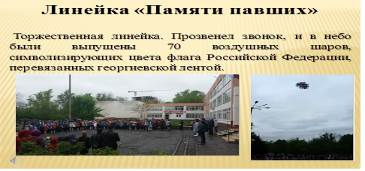 Линейка «Памяти павших»
Торжественная линейка. Прозвенел звонок, и в небо
были выпущены 70 воздушных шаров,
символизирующих цвета флага Российской Федерации,
перевязанных георгиевской лентой.